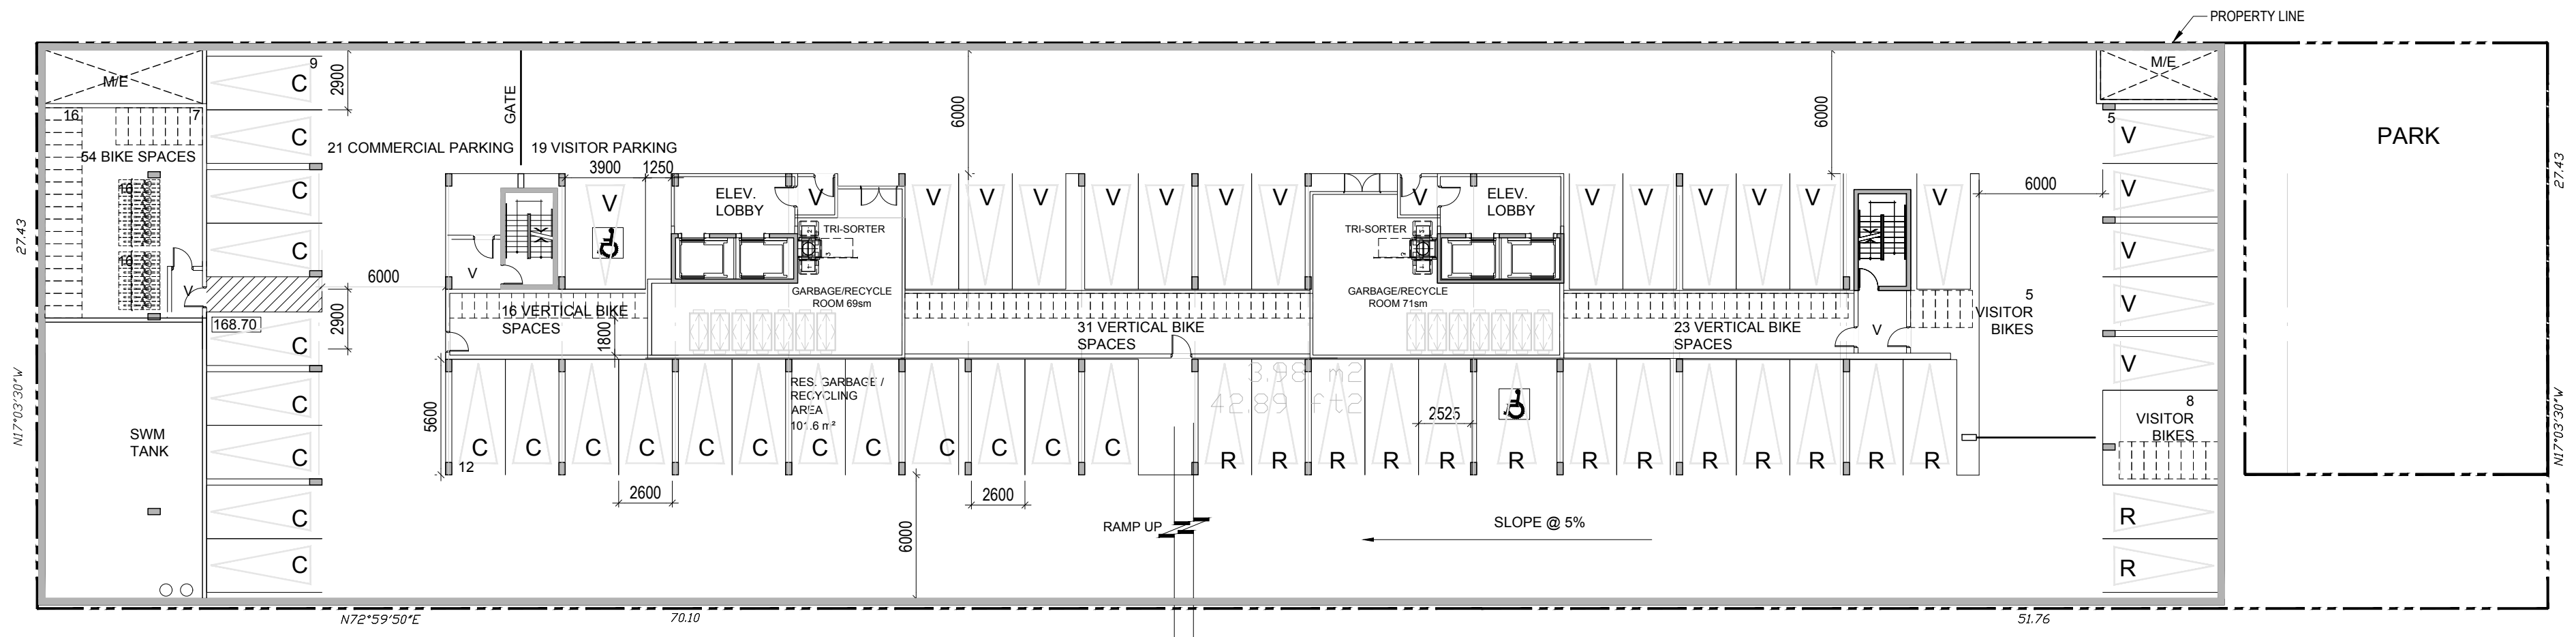 PROPERTY LINE
M/E
9
C
2900
GATE
6000
6000
M/E
16
7
C
54 BIKE SPACES
21 COMMERCIAL PARKING
19 VISITOR PARKING
3900
1250
5
V
PARK
27.43
27.43
10
C
V
ELEV.
LOBBY
V
TRI-SORTER
V
V
V
V
V
V
V
V
TRI-SORTER
V
ELEV.
LOBBY
V
V
V
V
V
V
6000
V
10
C
V
V
6000
V
168.70
2900
C
16 VERTICAL BIKE
SPACES
1800
GARBAGE/RECYCLE
ROOM 69sm
31 VERTICAL BIKE
SPACES
GARBAGE/RECYCLE
ROOM 71sm
23 VERTICAL BIKE
SPACES
V
5
VISITOR
BIKES
V
V
N17°03'30"W
N17°03'30"W
C
5600
RES. GARBAGE /
RECYCLING
AREA
101.6 m²
3.98 m2
42.89 ft2
2525
8
VISITOR
BIKES
SWM
TANK
C
12
C
C
C
C
C
C
C
C
C
C
C
C
R
R
R
R
R
R
R
R
R
R
R
R
R
C
2600
2600
R
C
6000
RAMP UP
SLOPE @ 5%
R
N72°59'50"E
70.10
51.76